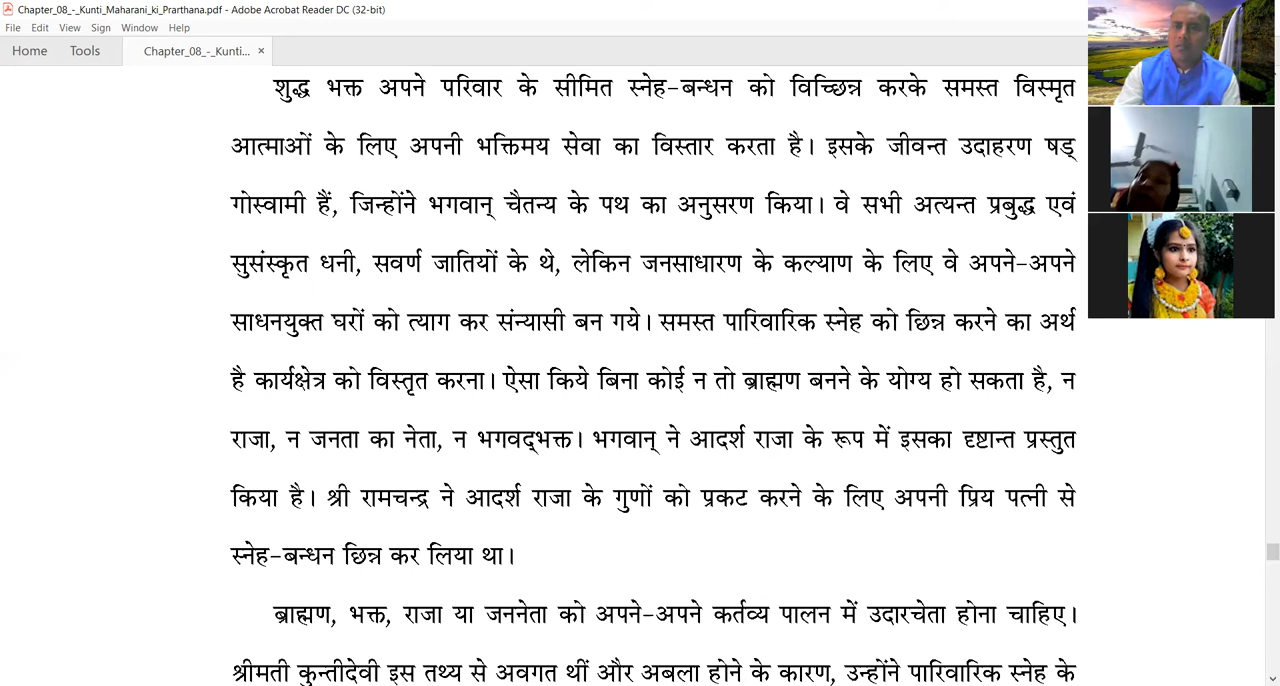 Chapter_08_-_Kunti_Maharani_ki_Prarthana.pdf - Adobe Acrobat Reader DC (32-bit)
File Edit View Sign Window Help
Home Tools Chapter_08_-_Kunti... ×
शुद्ध भक्त अपने परिवार के सीमित स्नेह-बन्धन को विच्छिन्न करके समस्त विस्मृत
आत्माओं के लिए अपनी भक्तिमय सेवा का विस्तार करता है। इसके जीवन्त उदाहरण षड्
गोस्वामी हैं, जिन्होंने भगवान् चैतन्य के पथ का अनुसरण किया। वे सभी अत्यन्त प्रबुद्ध एवं
सुसंस्कृत धनी, सवर्ण जातियों के थे, लेकिन जनसाधारण के कल्याण के लिए वे अपने-अपने
साधनयुक्त घरों को त्याग कर संन्यासी बन गये। समस्त पारिवारिक स्नेह को छिन्न करने का अर्थ
है कार्यक्षेत्र को विस्तृत करना। ऐसा किये बिना कोई न तो ब्राह्मण बनने के योग्य हो सकता है, न
राजा, न जनता का नेता, न भगवद्भक्त। भगवान् ने आदर्श राजा के रूप में इसका दृष्टान्त प्रस्तुत
किया है। श्री रामचन्द्र ने आदर्श राजा के गुणों को प्रकट करने के लिए अपनी प्रिय पत्नी से
स्नेह-बन्धन छिन्न कर लिया था।
ब्राह्मण, भक्त, राजा या जननेता को अपने-अपने कर्तव्य पालन में उदारचेता होना चाहिए।
श्रीमती कुन्तीदेवी इस तथ्य से अवगत थीं और अबला होने के कारण, उन्होंने पारिवारिक स्नेह के